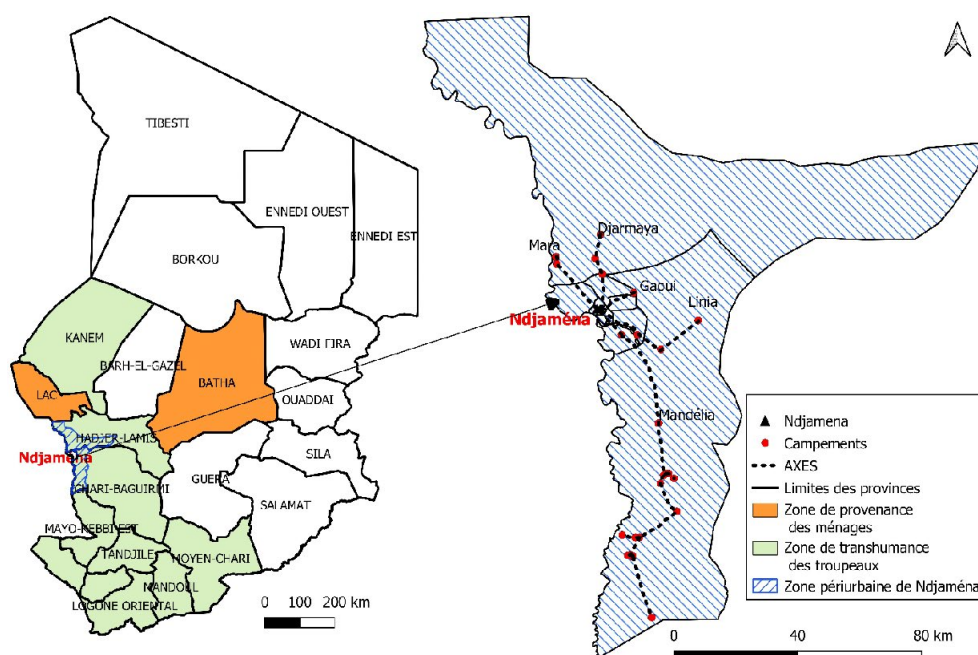 TIBESTI
ENNEDI OUEST
ENNEDI EST
BORKOU
KANEM
BARH-EL-GAZEL
WADI FIRA
LAC
BATHA
OUADDAI
HADJER-LAMIS
Ndjaména
SILA
GUERA
CHARI-BAGUIRMI
SALAMAT
MAYO-KEBBI EST
TANDJILE
MOYEN-CHARI
MANDOUL
LOGONE ORIENTAL
0 100 200 km
Djarmaya
Mara
Gaoui
Linia
Ndjaména
Mandélia
Ndjamena
Campements
AXES
Limites des provinces
Zone de provenance
des ménages
Zone de transhumance
des troupeaux
Zone périurbaine de Ndjaména
0 40 80 km